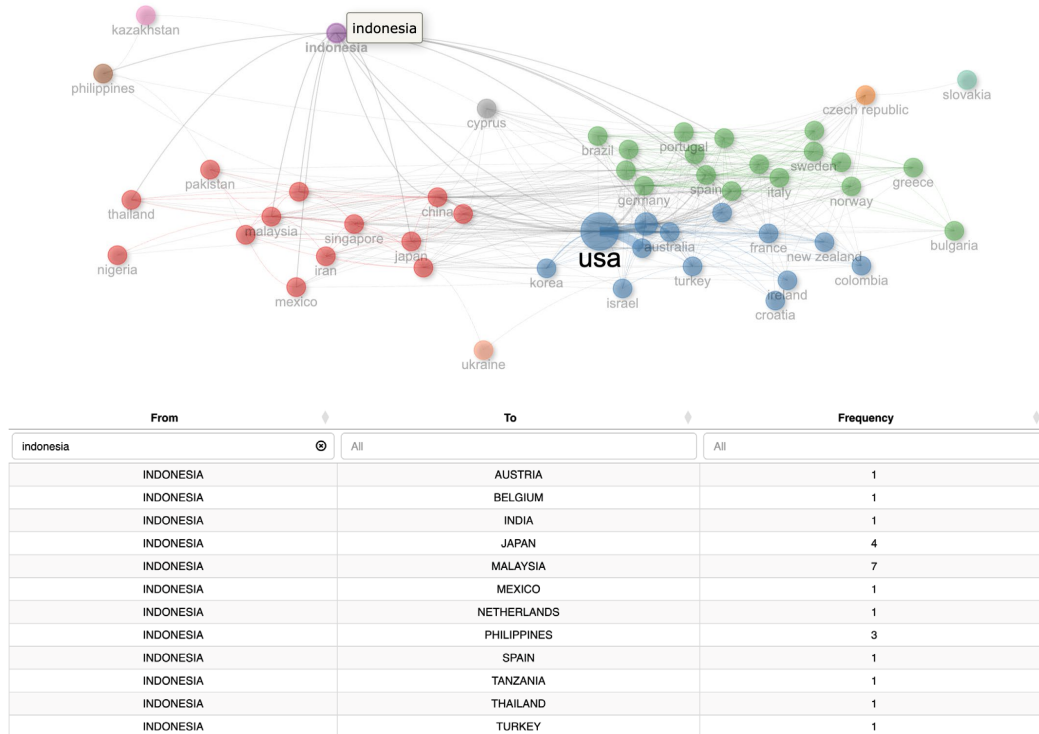 kazakhstan
indonesia
indonesia
philippines
slovakia
czech republic
cyprus
brazil
portugal
sweden
pakistan
spain
italy
greece
germany
norway
thailand
china
malaysia
singapore
australia
bulgaria
japan
france
new zealand
usa
nigeria
iran
korea
turkey
colombia
mexico
israel
ireland
croatia
ukraine
From To Frequency
indonesia All All
INDONESIA AUSTRIA 1
INDONESIA BELGIUM 1
INDONESIA INDIA 1
INDONESIA JAPAN 4
INDONESIA MALAYSIA 7
INDONESIA MEXICO 1
INDONESIA NETHERLANDS 1
INDONESIA PHILIPPINES 3
INDONESIA SPAIN 1
INDONESIA TANZANIA 1
INDONESIA THAILAND 1
INDONESIA TURKEY 1